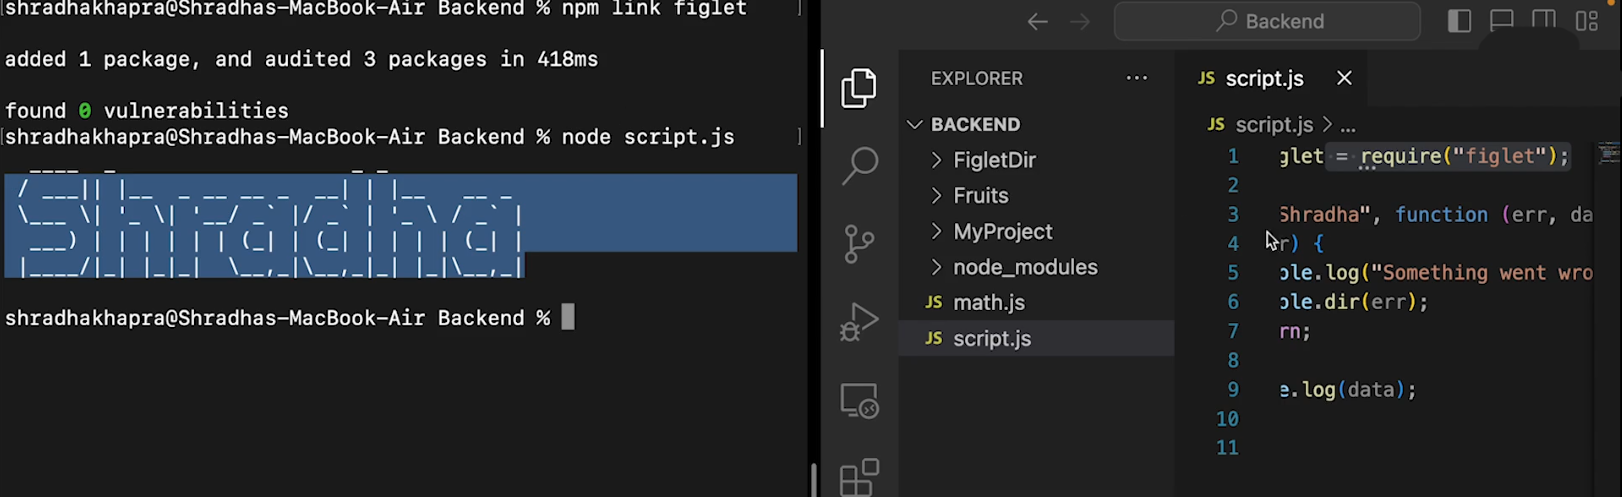 shradhakhapra@Shradhas-MacBook-Air Backend % npm link figlet
added 1 package, and audited 3 packages in 418ms
found 0 vulnerabilities
shradhakhapra@Shradhas-MacBook-Air Backend % node script.js
Shradha
shradhakhapra@Shradhas-MacBook-Air Backend %
Backend
EXPLORER
BACKEND
FigletDir
Fruits
MyProject
node_modules
JS math.js
JS script.js
JS script.js
JS script.js > ...
1 glet = require("figlet");
2
3 Shradha", function (err, da
4 r) {
5 ole.log("Something went wro
6 ole.dir(err);
7 rn;
8
9 e.log(data);
10
11